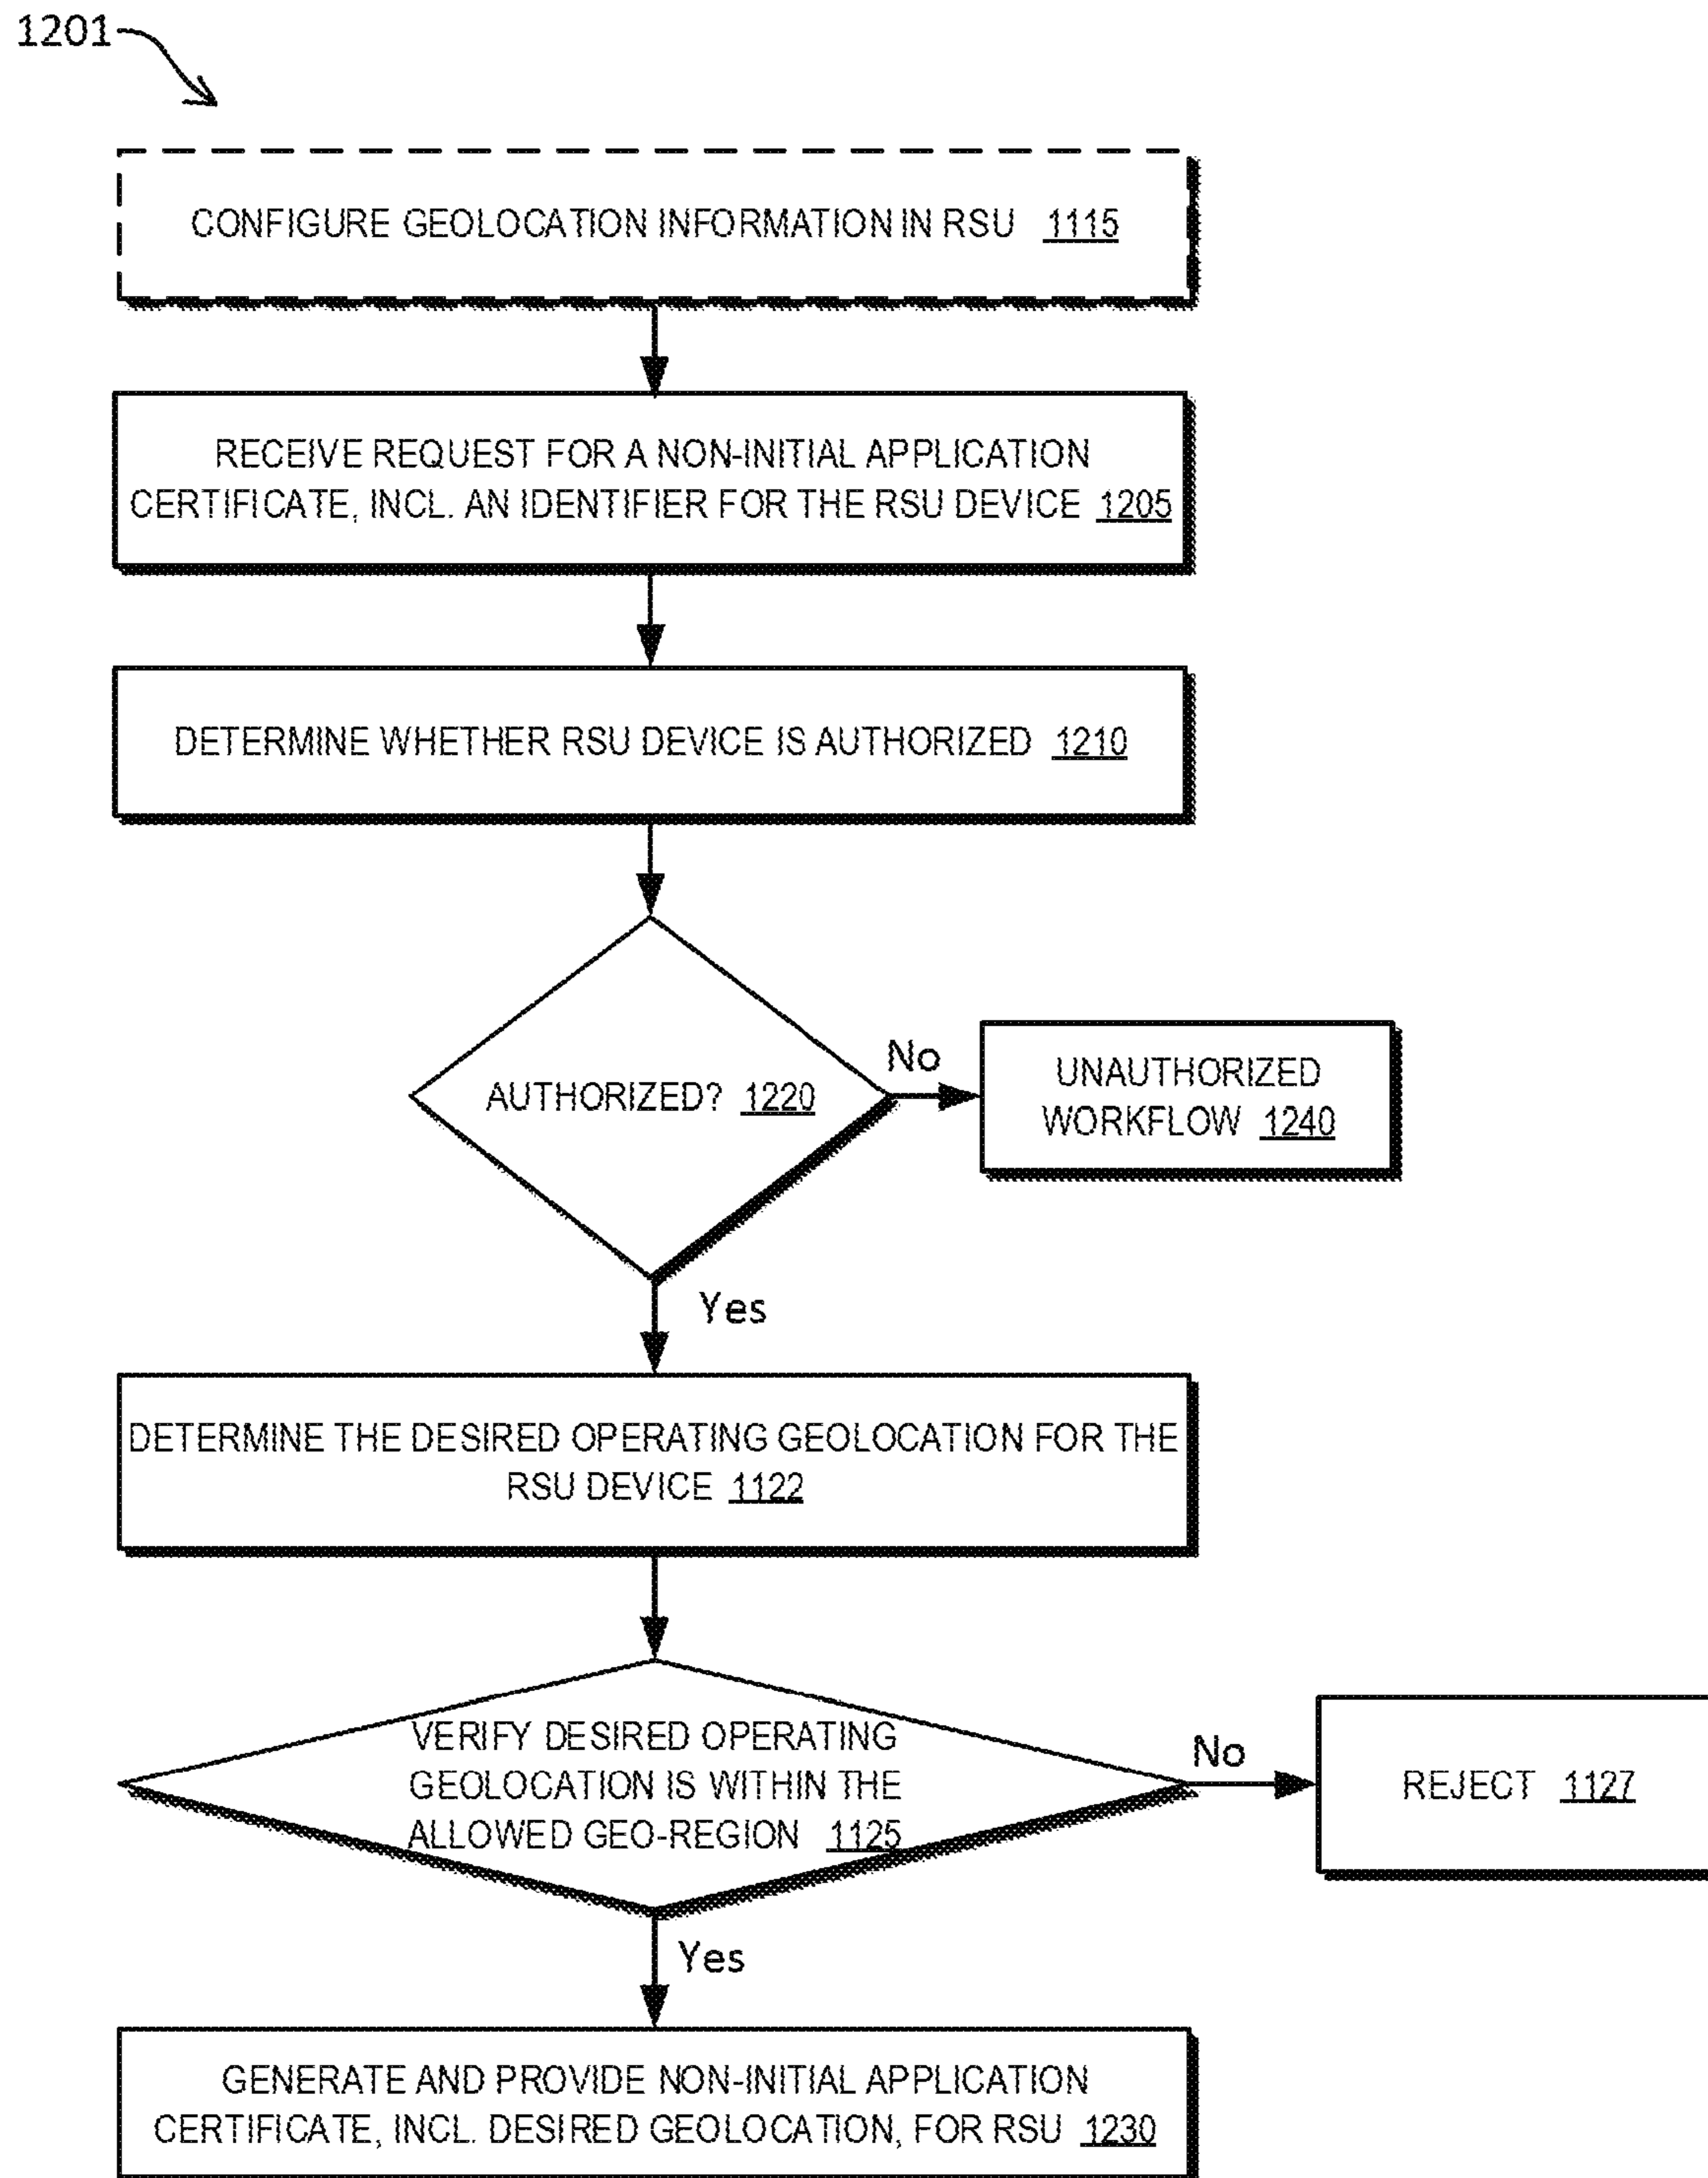 1201
CONFIGURE GEOLOCATION INFORMATION IN RSU 1115
RECEIVE REQUEST FOR A NON-INITIAL APPLICATION
CERTIFICATE, INCL. AN IDENTIFIER FOR THE RSU DEVICE 1205
DETERMINE WHETHER RSU DEVICE IS AUTHORIZED 1210
AUTHORIZED? 1220
No
UNAUTHORIZED
WORKFLOW 1240
Yes
DETERMINE THE DESIRED OPERATING GEOLOCATION FOR THE
RSU DEVICE 1122
VERIFY DESIRED OPERATING
GEOLOCATION IS WITHIN THE
ALLOWED GEO-REGION 1125
No
REJECT 1127
Yes
GENERATE AND PROVIDE NON-INITIAL APPLICATION
CERTIFICATE, INCL. DESIRED GEOLOCATION, FOR RSU 1230